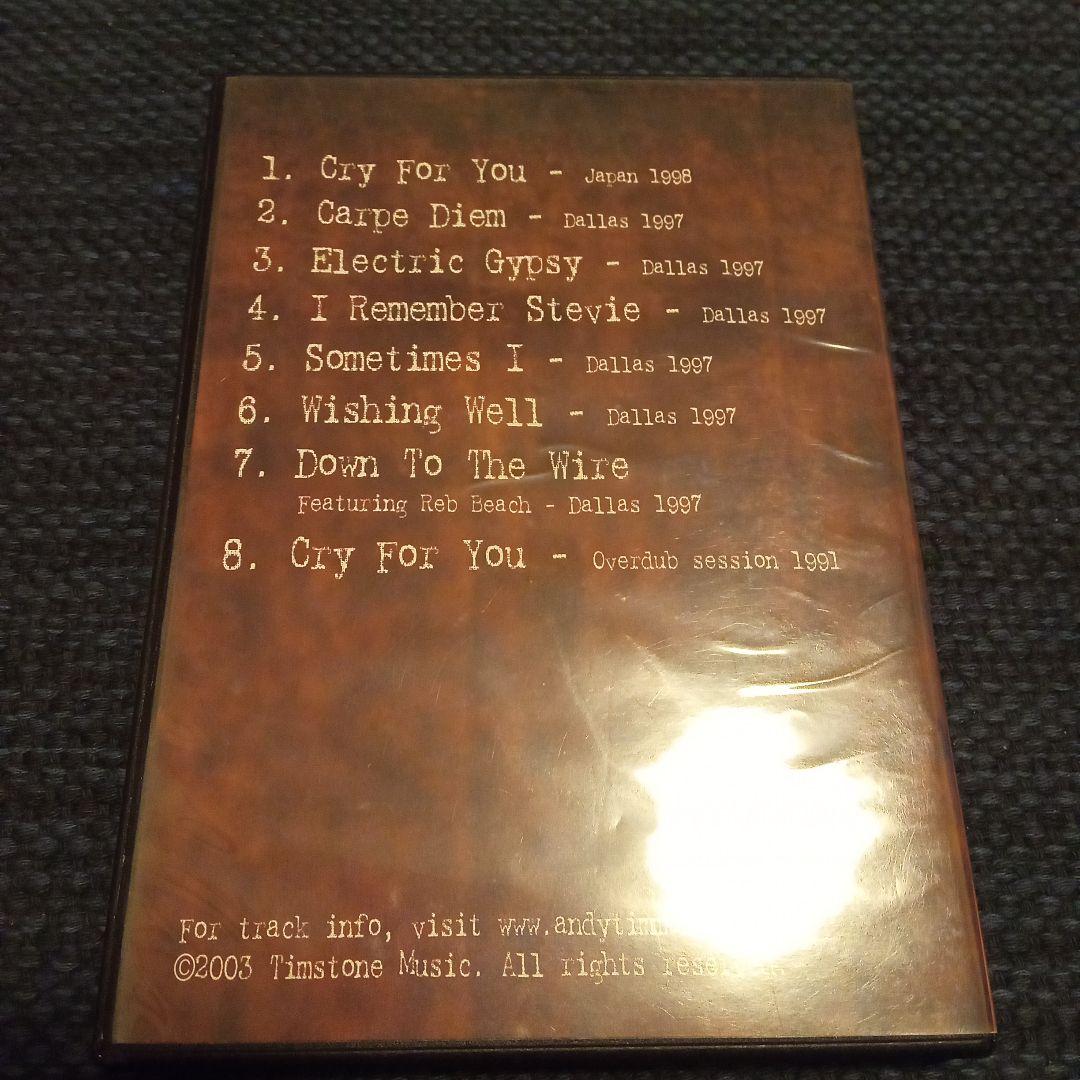 1. Cry For You - Japan 1998
2. Carpe Diem - Dallas 1997
3. Electric Gypsy - Dallas 1997
4. I Remember Stevie - Dallas 1997
5. Sometimes I - Dallas 1997
6. Wishing Well - Dallas 1997
7. Down To The Wire
Featuring Reb Beach - Dallas 1997
8. Cry For You - Overdub session 1991
For track info, visit
©2003 Timstone Music. All rights